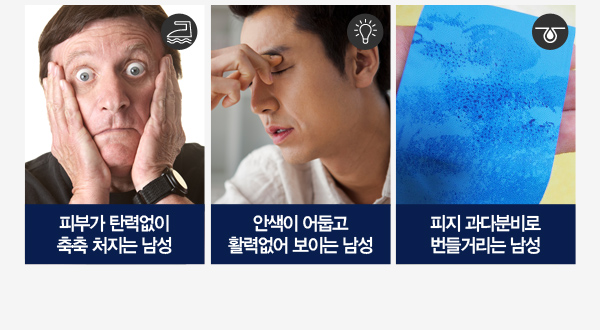 피부가 탄력없이
축축 처지는 남성
안색이 어둡고
활력없어 보이는 남성
피지 과다분비로
번들거리는 남성